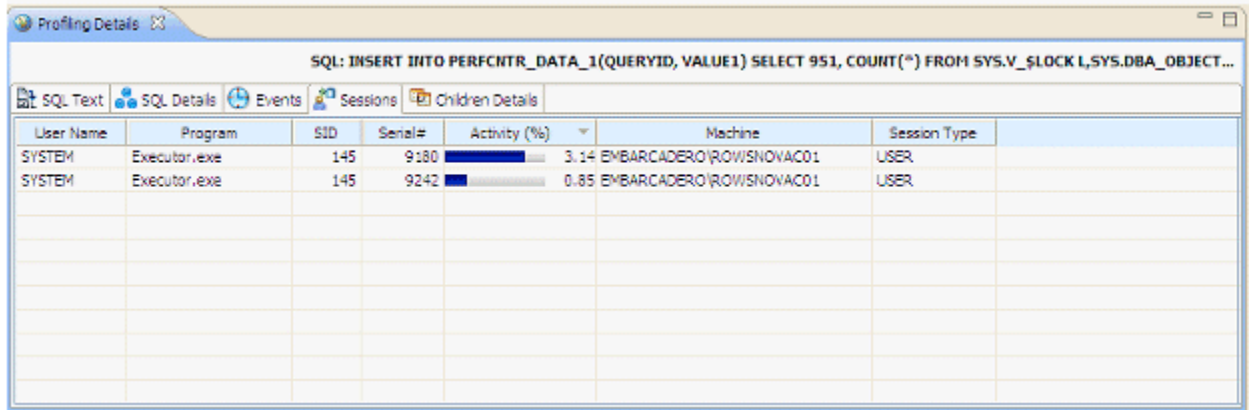 Profiling Details
SQL: INSERT INTO PERFCNTR_DATA_1(QUERYID, VALUE1) SELECT 951, COUNT(*) FROM SYS.V_$LOCK L,SYS.DBA_OBJECT...
SQL Text SQL Details Events Sessions Children Details
User Name Program SID Serial# Activity (%) Machine Session Type
SYSTEM Executor.exe 145 9180 3.14 EMBARCADERO\ROWSNOVAC01 USER
SYSTEM Executor.exe 145 9242 0.85 EMBARCADERO\ROWSNOVAC01 USER